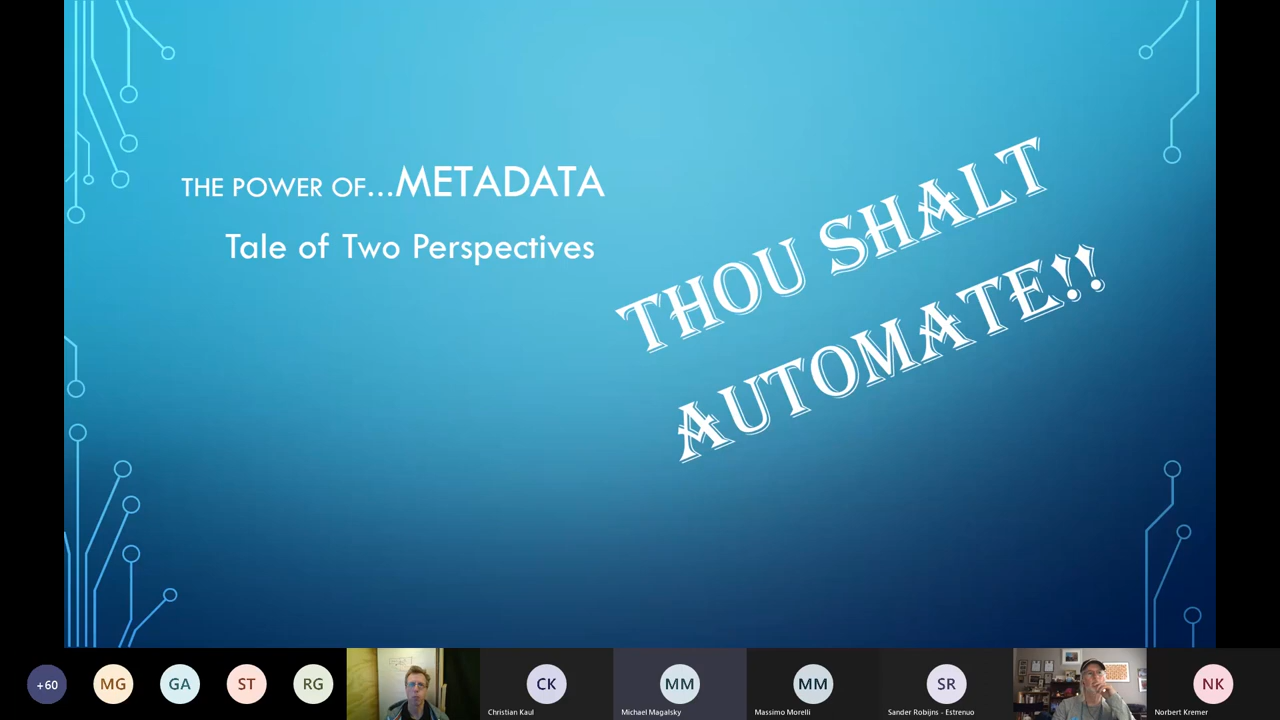 THE POWER OF...METADATA
Tale of Two Perspectives
THOU SHALT
AUTOMATE!!
+60
MG
GA
ST
RG
CK
Christian Kaul
MM
Michael Magalsky
MM
Massimo Morelli
SR
Sander Robijns - Estrenuo
NK
Norbert Kremer